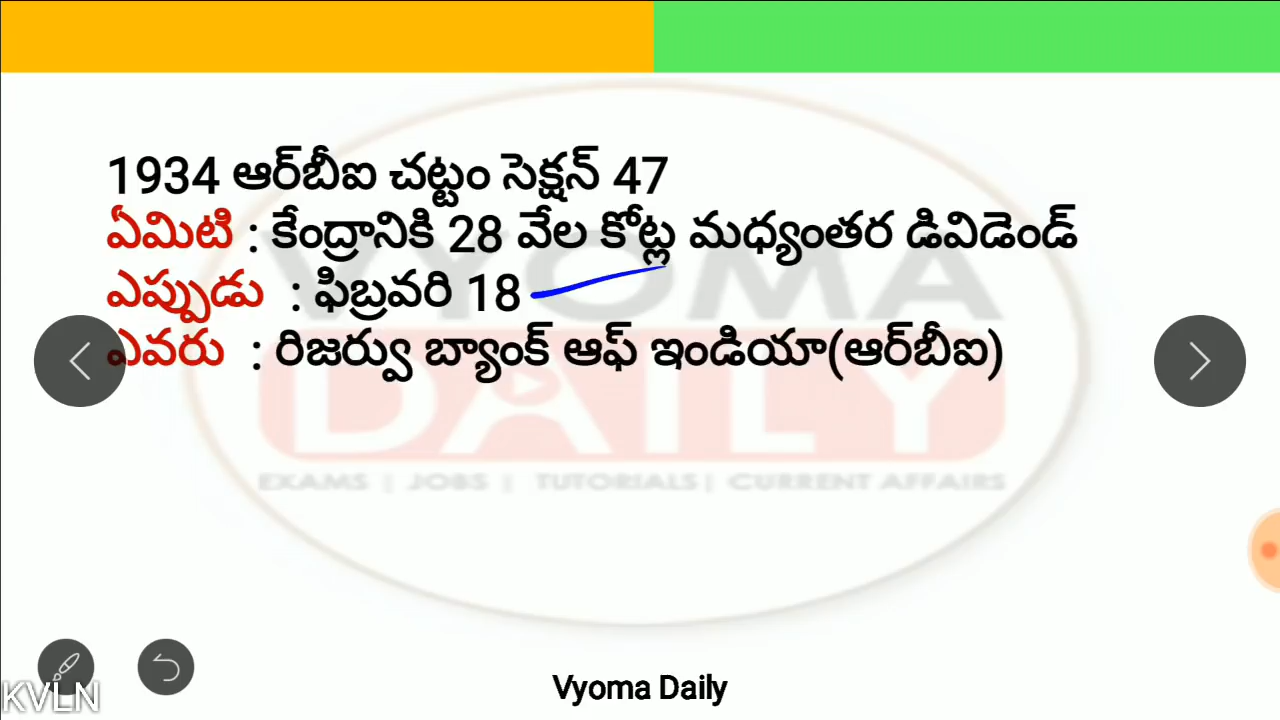 1934 ఆర్‌బీఐ చట్టం సెక్షన్ 47
ఏమిటి : కేంద్రానికి 28 వేల కోట్ల మధ్యంతర డివిడెండ్
ఎప్పుడు : ఫిబ్రవరి 18
ఎవరు : రిజర్వు బ్యాంక్ ఆఫ్ ఇండియా(ఆర్‌బీఐ)
VYOMA
DAILY
EXAMS | JOBS | TUTORIALS | CURRENT AFFAIRS
Vyoma Daily
KVLN